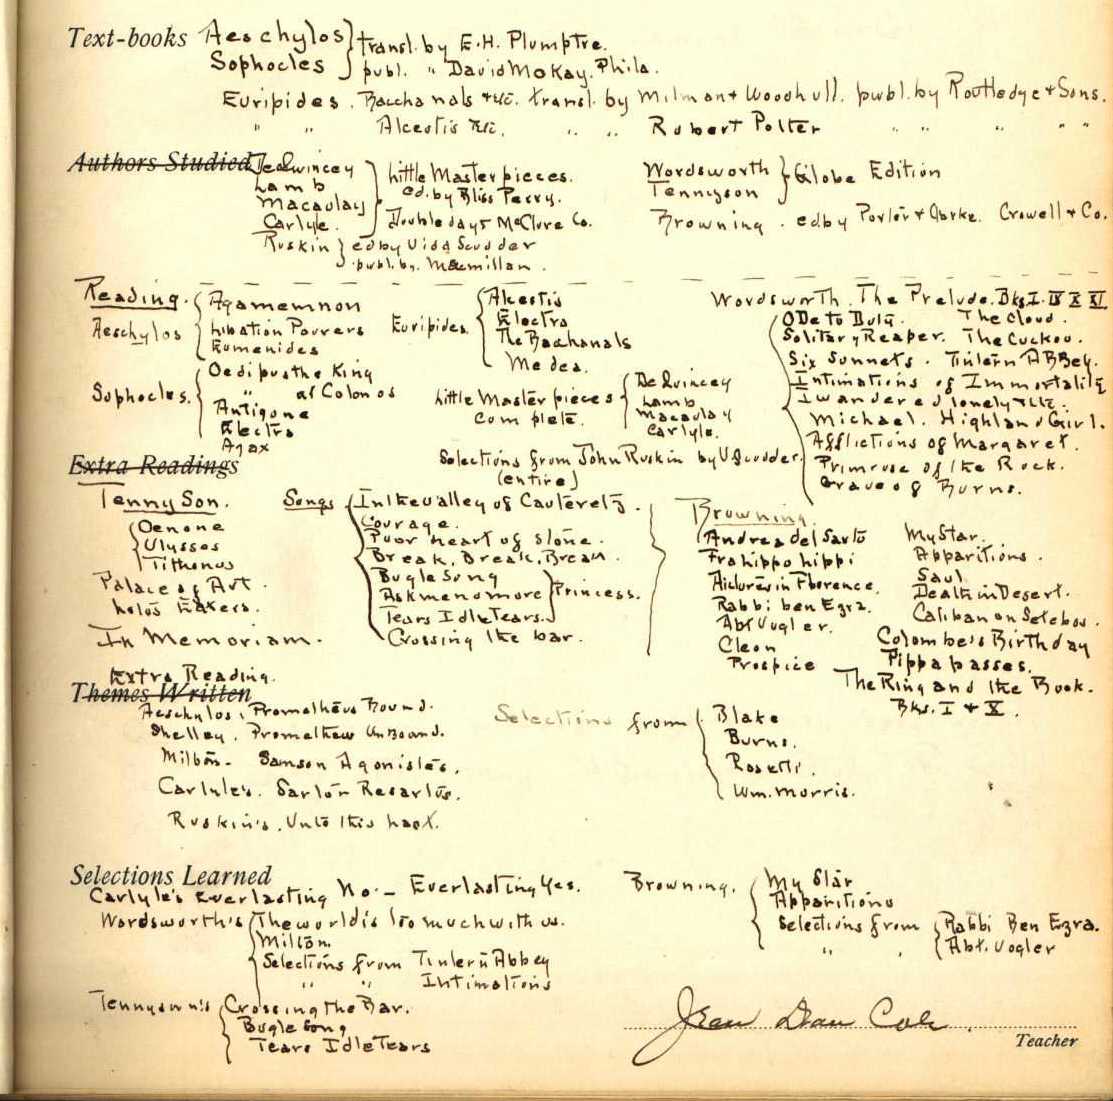 Text-books Aeschylos } transl. by E.H. Plumptre.
Sophocles } publ. " David McKay. Phila.
Euripides. Bacchanals etc. transl. by Milman & Woodhull. publ. by Routledge & Sons.
" " Alcestis etc. " " Robert Potter " " " " "
Authors Studied DeQuincey } Little Masterpieces.
Lamb
Macaulay ed. by Bliss Perry.
Carlyle. Doubleday & McClure Co.
Ruskin } ed by Vida Scudder
publ. by. Macmillan.
Wordsworth } Globe Edition
Tennyson
Browning. ed by Porter & Clarke. Crowell & Co.
Reading.
Aeschylos { Agamemnon
Libation Pourers
Eumenides
Sophocles. { Oedipus the King
" at Colonos
Antigone
Electra
Ajax
Euripides. { Alcestis
Electra
The Bacchanals
Medea.
Little Masterpieces { DeQuincey
complete. Lamb
Macaulay
Carlyle.
Selections from John Ruskin by V. Scudder.
(entire)
Wordsworth. The Prelude. Bks. I. IV X XI
Ode to Duty. The Cloud.
Solitary Reaper. The Cuckoo.
Six Sonnets. Tintern Abbey.
Intimations of Immortality
I wandered lonely etc.
Michael. Highland Girl.
Afflictions of Margaret.
Primrose of the Rock.
Grave of Burns.
Extra Readings
Tennyson.
{ Oenone
Ulysses
Tithonus
Palace of Art.
Lotos Eaters.
In Memoriam.
Songs { In the valley of Cauteretz.
Courage.
Poor heart of stone.
Break, Break, Break.
Bugle Song
Ask me no more } Princess.
Tears Idle Tears.
Crossing the bar.
Browning.
Andrea del Sarto My Star.
Fra Lippo Lippi Apparitions.
Pictures in Florence. Saul
Rabbi ben Ezra. Death in Desert.
Abt Vogler. Caliban on Setebos.
Cleon Colombe's Birthday
Prospice Pippa passes.
The Ring and the Book.
Bks. I & X.
Extra Reading.
Themes Written
Aeschylos, Prometheus Bound.
Shelley. Prometheus Unbound.
Milton - Samson Agonistes.
Carlyle's. Sartor Resartus.
Ruskin's. Unto this last.
Selections from { Blake
Burns.
Rosetti.
Wm. Morris.
Selections Learned
Carlyle's Everlasting No. - Everlasting Yes.
Wordsworth's { The world is too much with us.
Milton.
Selections from Tintern Abbey
" " Intimations
Tennyson's { Crossing the Bar.
Bugle Song
Tears Idle Tears
Browning. { My Star
Apparitions
Selections from { Rabbi Ben Ezra.
" " Abt. Vogler
Jean Dean Cole.
Teacher